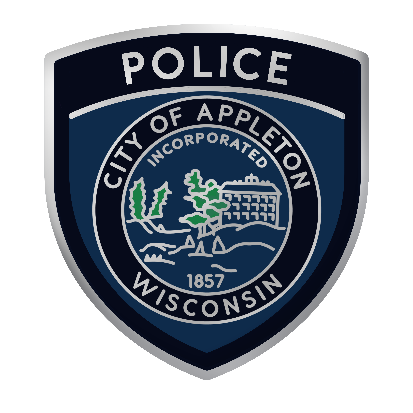 POLICE
CITY OF APPLETON
INCORPORATED
1857
WISCONSIN